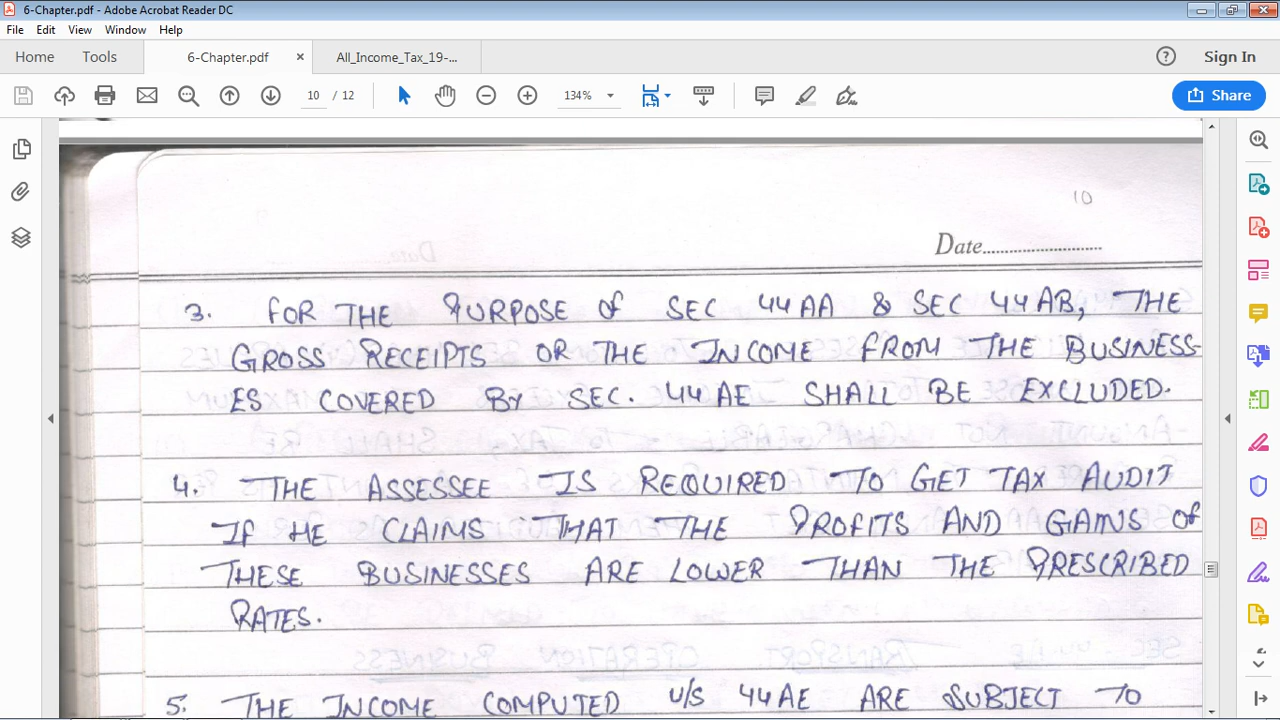 6-Chapter.pdf - Adobe Acrobat Reader DC
File Edit View Window Help
Home Tools 6-Chapter.pdf × All_Income_Tax_19-... ? Sign In
10 / 12 134% Share
10
Date
3. FOR THE PURPOSE Of SEC 44AA & SEC 44AB, THE
GROSS RECEIPTS OR THE INCOME FROM THE BUSINESS-
ES COVERED BY SEC. 44AE SHALL BE EXCLUDED.
4. THE ASSESSEE IS REQUIRED TO GET TAX AUDIT
If HE CLAIMS THAT THE PROFITS AND GAINS Of
THESE BUSINESSES ARE LOWER THAN THE PRESCRIBED
RATES.
5. THE INCOME COMPUTED U/S 44AE ARE SUBJECT TO